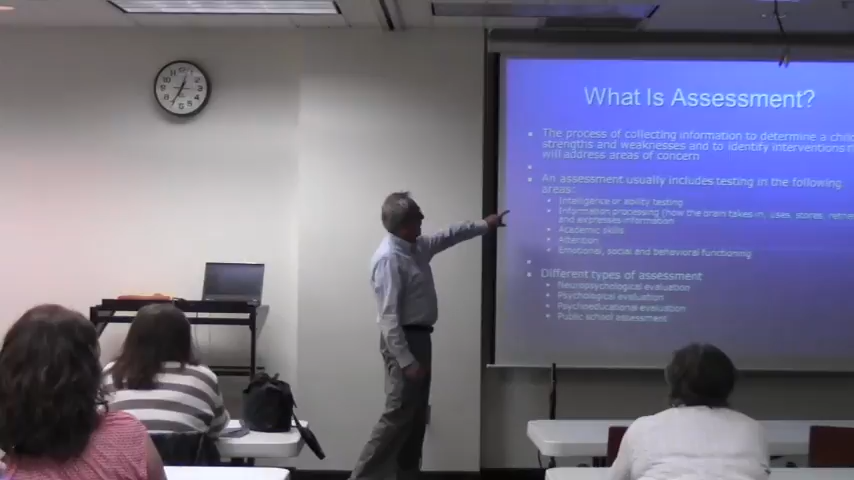 What Is Assessment?
The process of collecting information to determine a child
strengths and weaknesses and to identify interventions
will address areas of concern
An assessment usually includes testing in the following
areas:
Intelligence or ability testing
Information processing (how the brain takes in, uses, stores, retrie
and expresses information
Academic skills
Attention
Emotional, social and behavioral functioning
Different types of assessment
Neuropsychological evaluation
Psychological evaluation
Psychoeducational evaluation
Public school assessment